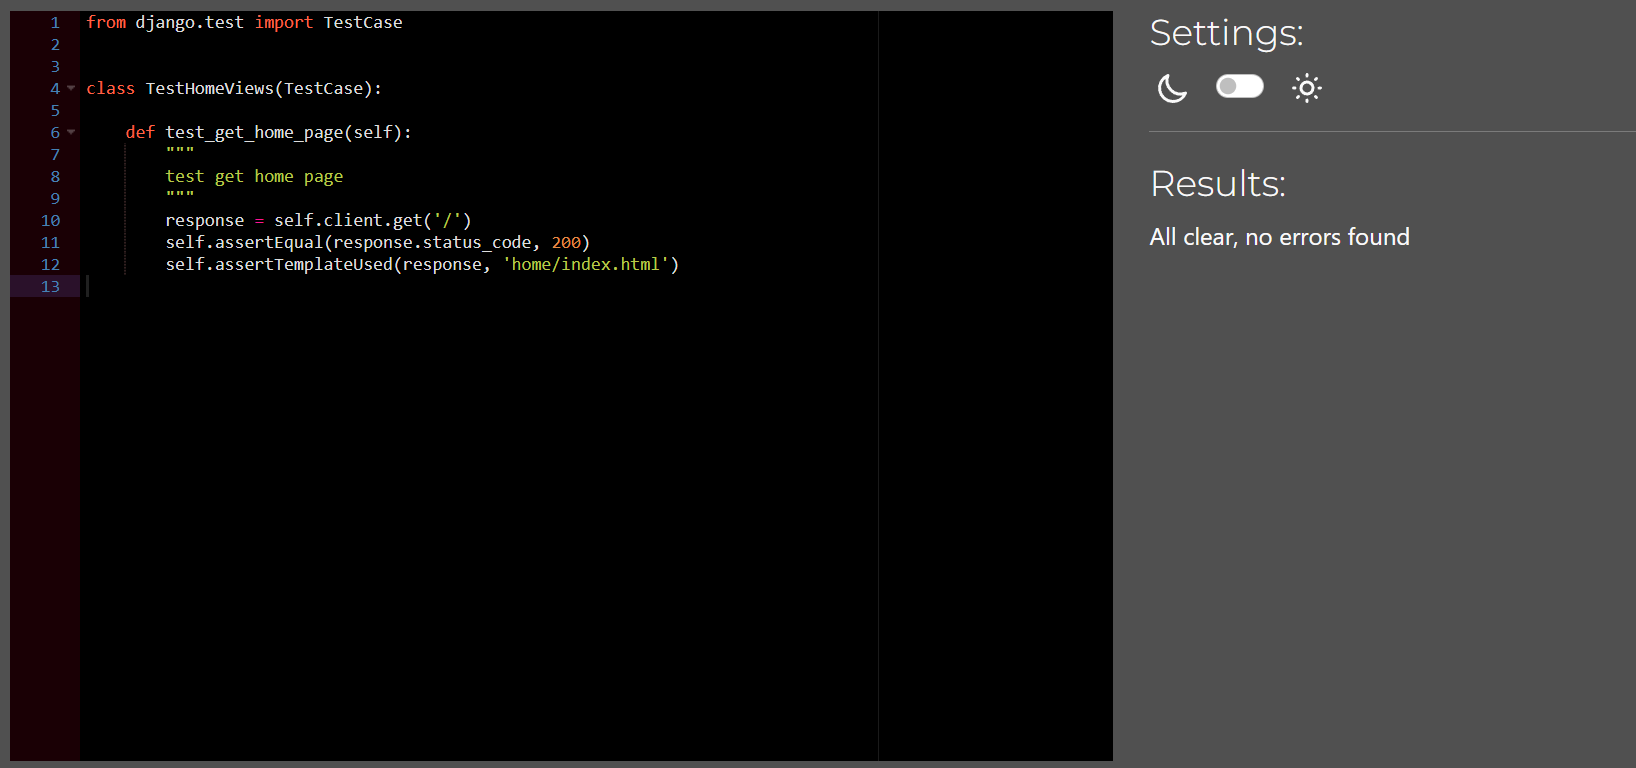 1 from django.test import TestCase
2
3
4 class TestHomeViews(TestCase):
5
6     def test_get_home_page(self):
7         """
8         test get home page
9         """
10         response = self.client.get('/')
11         self.assertEqual(response.status_code, 200)
12         self.assertTemplateUsed(response, 'home/index.html')
13
Settings:
Results:
All clear, no errors found